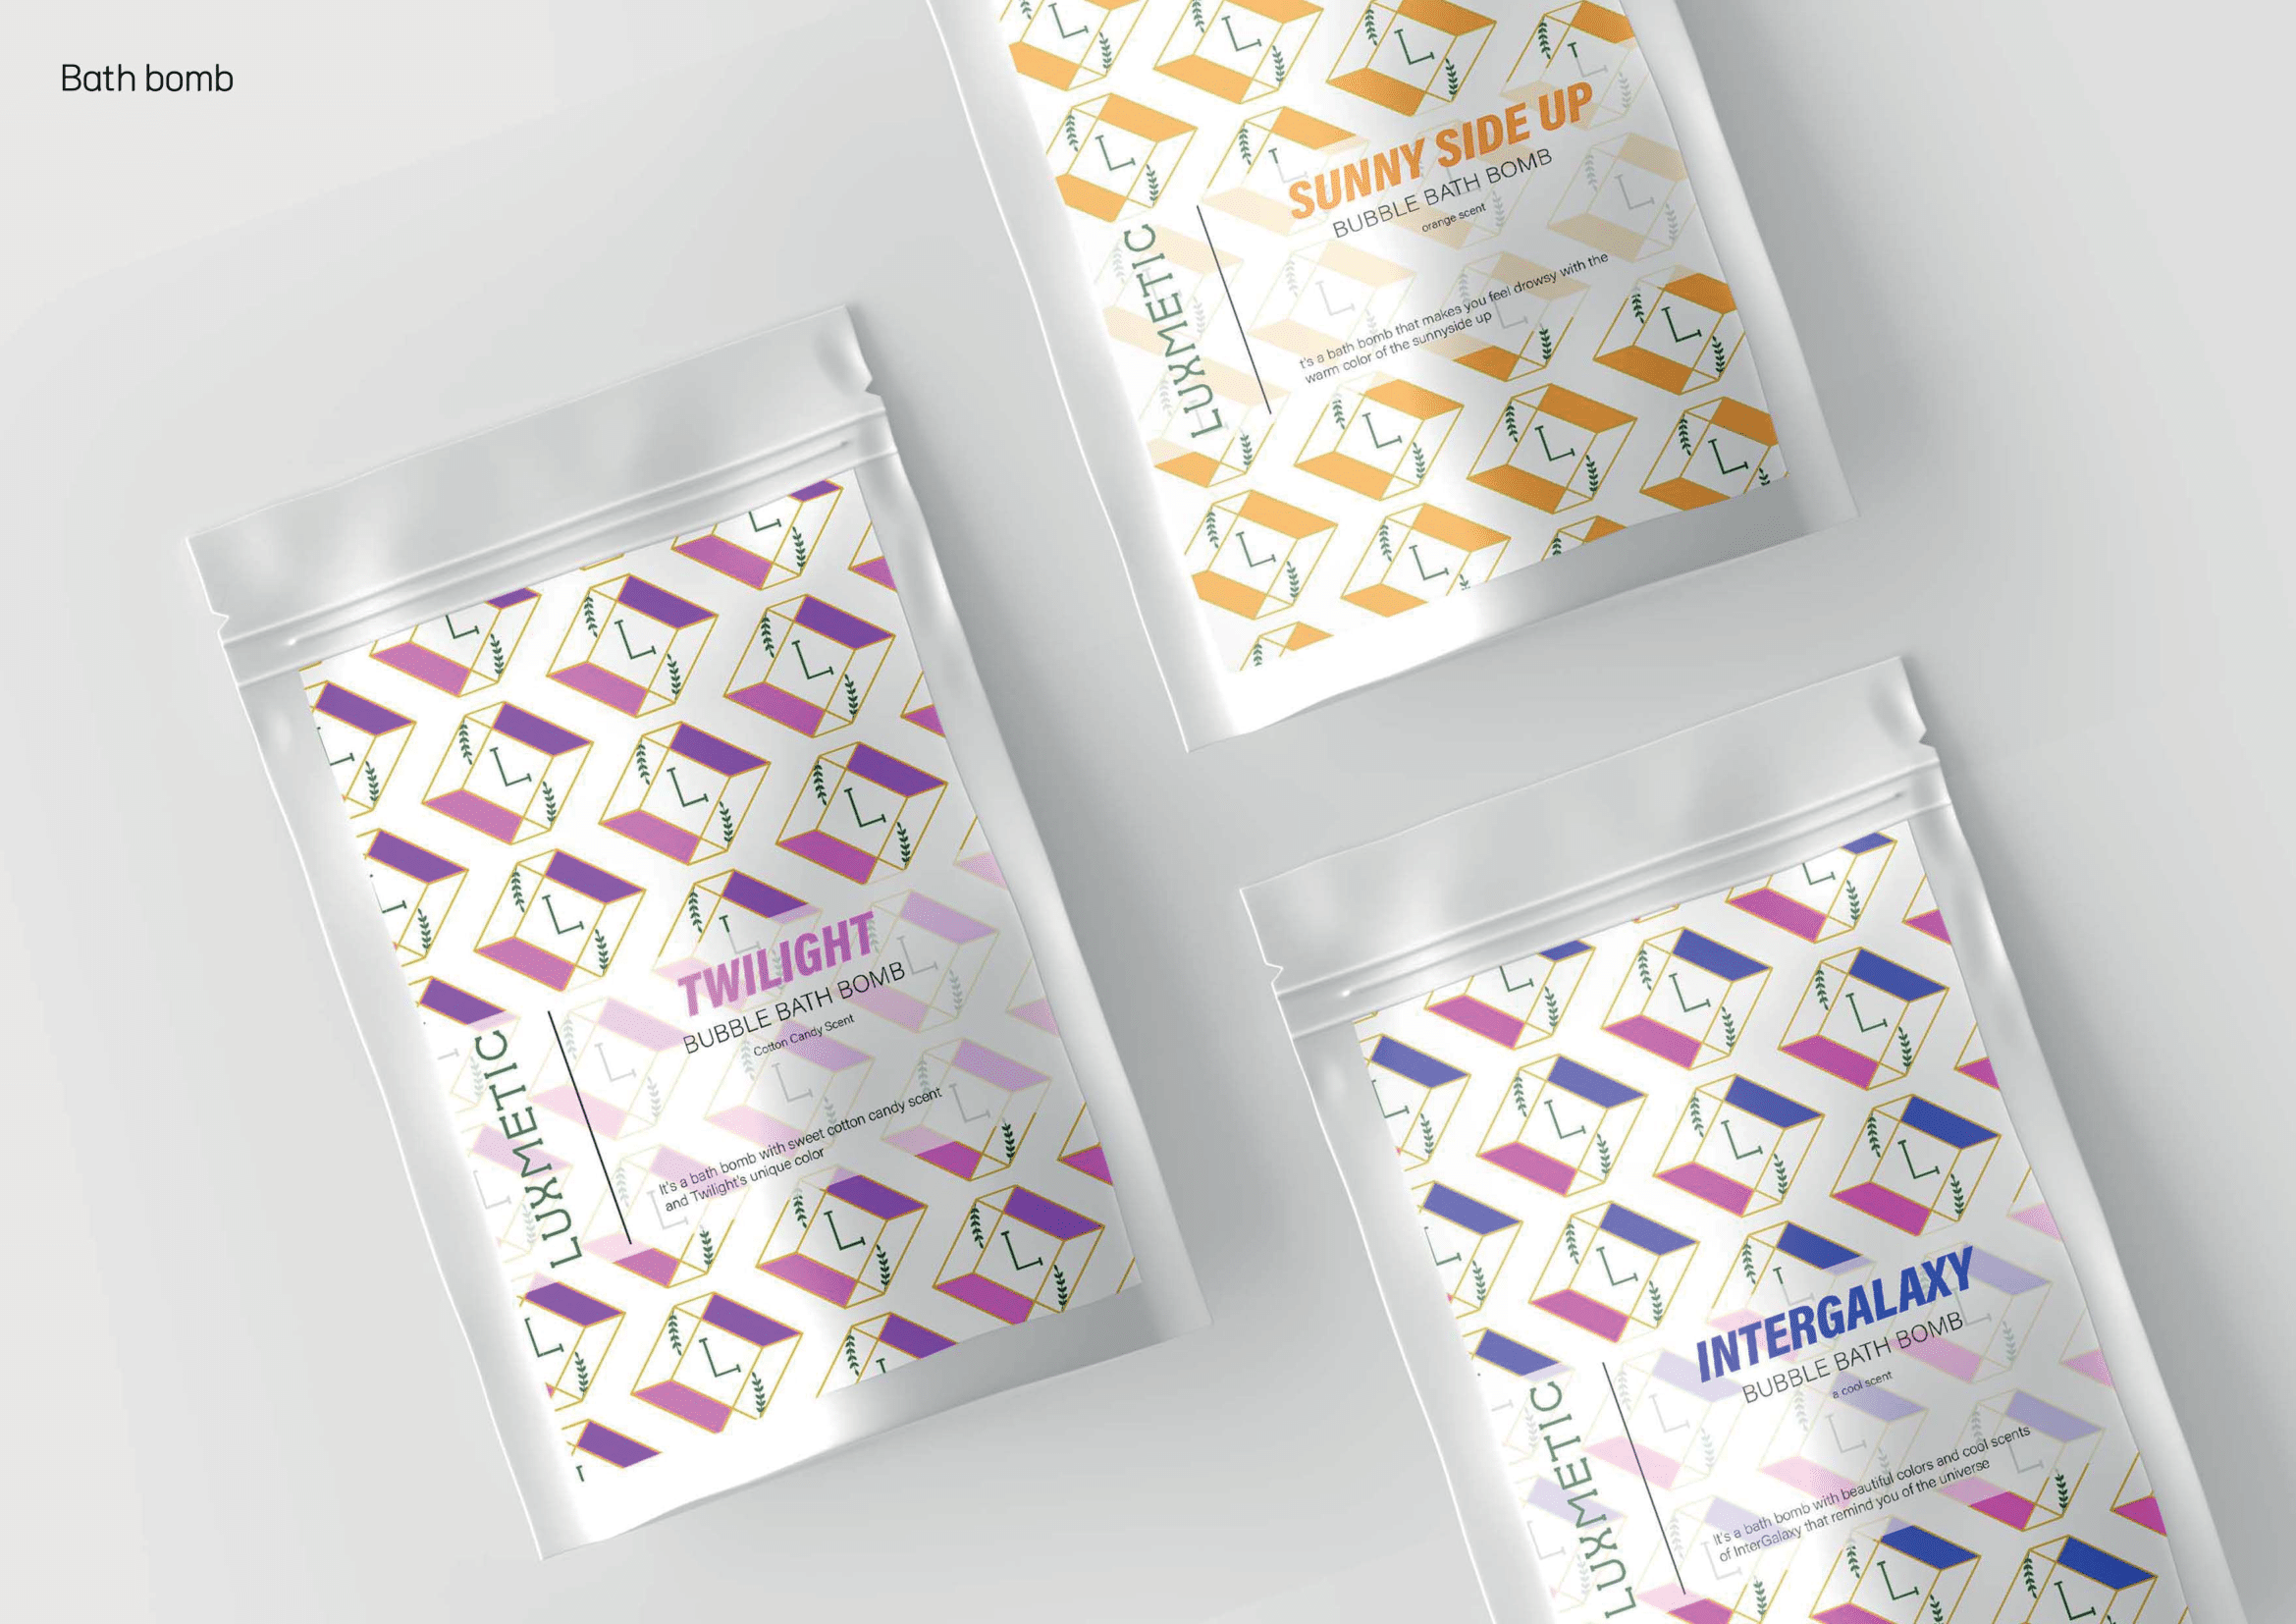 Bath bomb
SUNNY SIDE UP
BUBBLE BATH BOMB
orange scent
t's a bath bomb that makes you feel drowsy with the
warm color of the sunnyside up
LUXMETIC
TWILIGHT
BUBBLE BATH BOMB
Cotton Candy Scent
It's a bath bomb with sweet cotton candy scent
and Twilight's unique color
LUXMETIC
INTERGALAXY
BUBBLE BATH BOMB
a cool scent
It's a bath bomb with beautiful colors and cool scents
of InterGalaxy that remind you of the universe
LUXMETIC
L